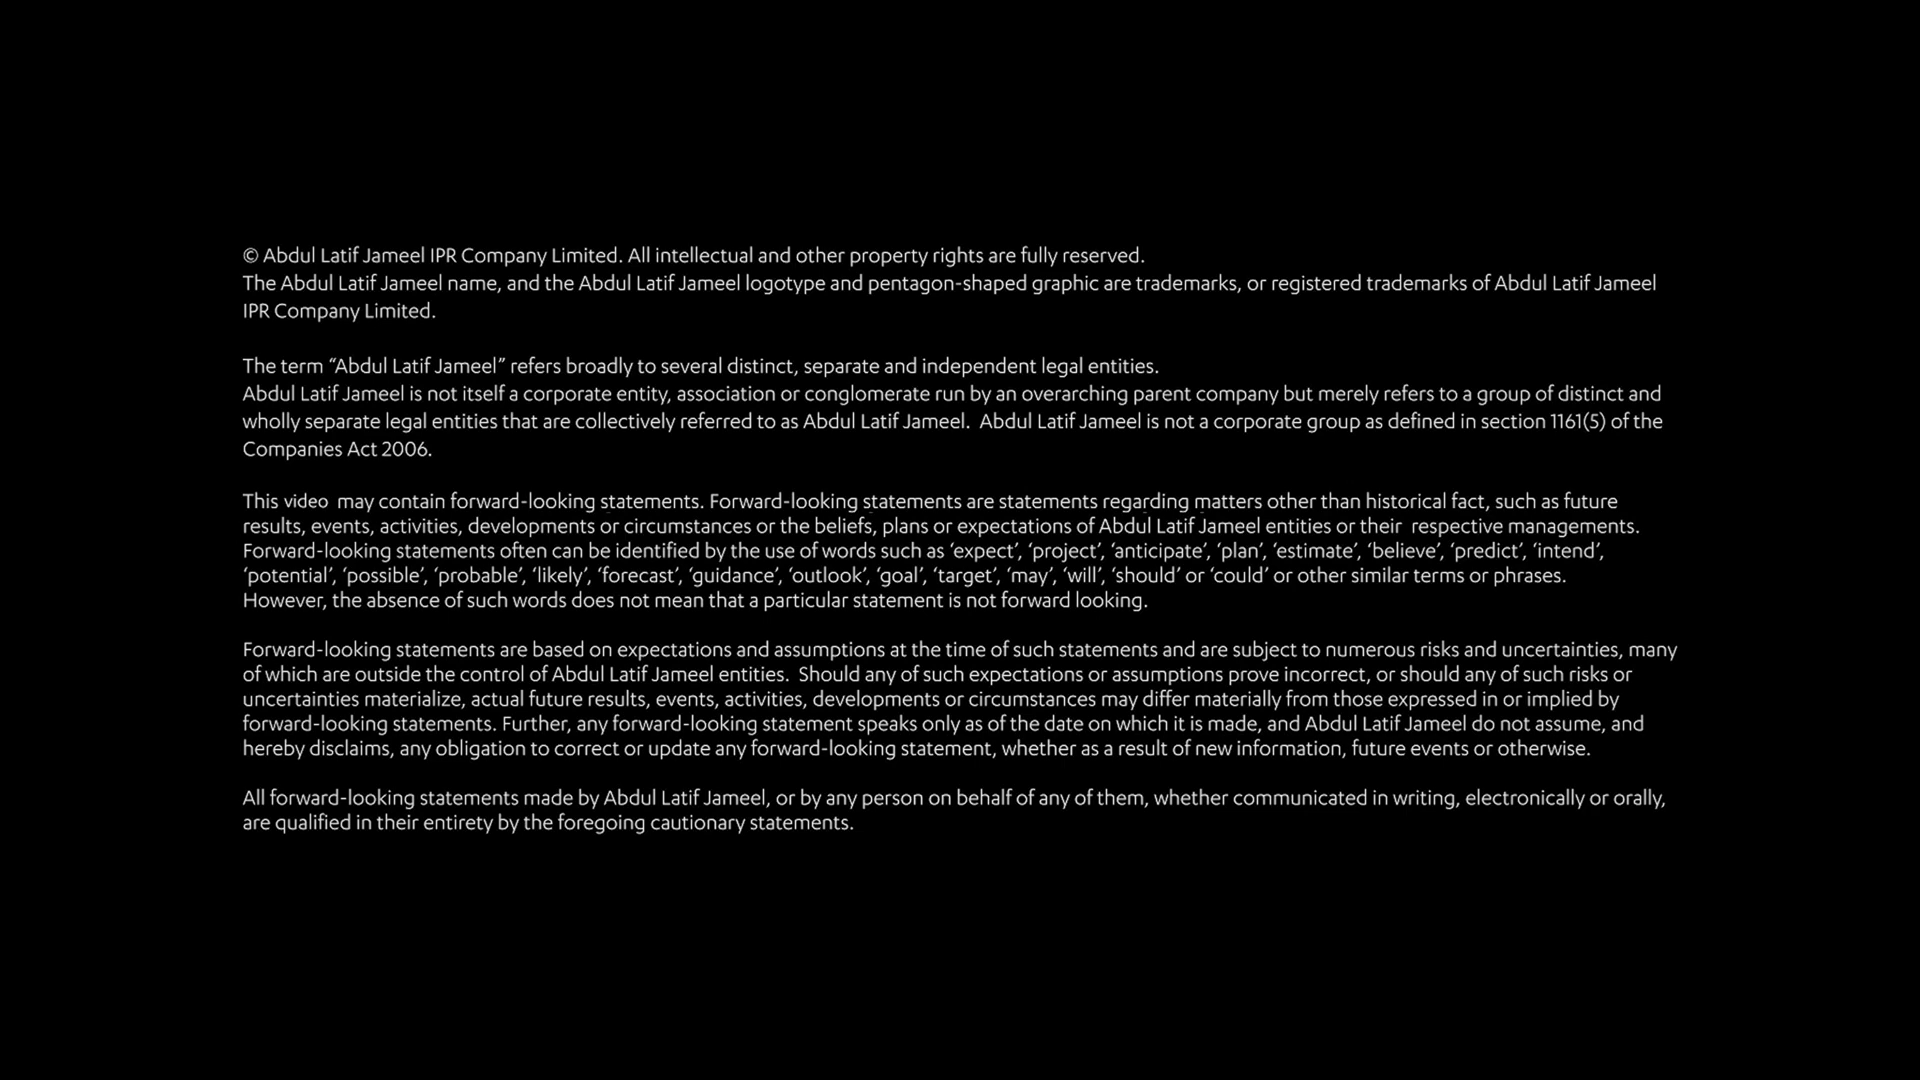 © Abdul Latif Jameel IPR Company Limited. All intellectual and other property rights are fully reserved.
The Abdul Latif Jameel name, and the Abdul Latif Jameel logotype and pentagon-shaped graphic are trademarks, or registered trademarks of Abdul Latif Jameel
IPR Company Limited.
The term “Abdul Latif Jameel” refers broadly to several distinct, separate and independent legal entities.
Abdul Latif Jameel is not itself a corporate entity, association or conglomerate run by an overarching parent company but merely refers to a group of distinct and
wholly separate legal entities that are collectively referred to as Abdul Latif Jameel.  Abdul Latif Jameel is not a corporate group as defined in section 1161(5) of the
Companies Act 2006.
This video  may contain forward-looking statements. Forward-looking statements are statements regarding matters other than historical fact, such as future
results, events, activities, developments or circumstances or the beliefs, plans or expectations of Abdul Latif Jameel entities or their  respective managements.
Forward-looking statements often can be identified by the use of words such as ‘expect’, ‘project’, ‘anticipate’, ‘plan’, ‘estimate’, ‘believe’, ‘predict’, ‘intend’,
‘potential’, ‘possible’, ‘probable’, ‘likely’, ‘forecast’, ‘guidance’, ‘outlook’, ‘goal’, ‘target’, ‘may’, ‘will’, ‘should’ or ‘could’ or other similar terms or phrases.
However, the absence of such words does not mean that a particular statement is not forward looking.
Forward-looking statements are based on expectations and assumptions at the time of such statements and are subject to numerous risks and uncertainties, many
of which are outside the control of Abdul Latif Jameel entities.  Should any of such expectations or assumptions prove incorrect, or should any of such risks or
uncertainties materialize, actual future results, events, activities, developments or circumstances may differ materially from those expressed in or implied by
forward-looking statements. Further, any forward-looking statement speaks only as of the date on which it is made, and Abdul Latif Jameel do not assume, and
hereby disclaims, any obligation to correct or update any forward-looking statement, whether as a result of new information, future events or otherwise.
All forward-looking statements made by Abdul Latif Jameel, or by any person on behalf of any of them, whether communicated in writing, electronically or orally,
are qualified in their entirety by the foregoing cautionary statements.